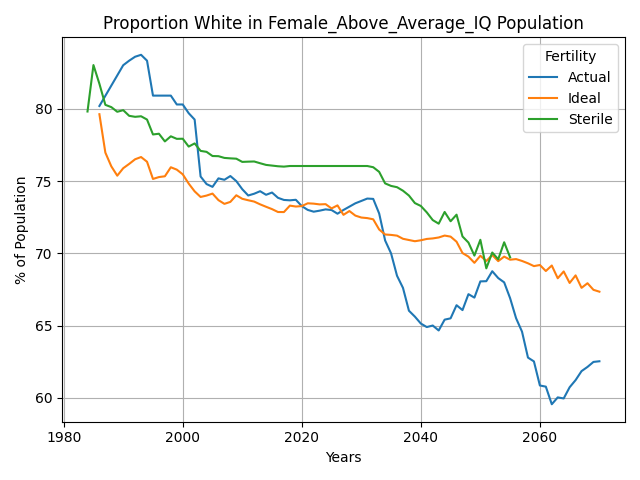 Proportion White in Female_Above_Average_IQ Population
Fertility
Actual
Ideal
Sterile
% of Population
80
75
70
65
60
1980
2000
2020
2040
2060
Years